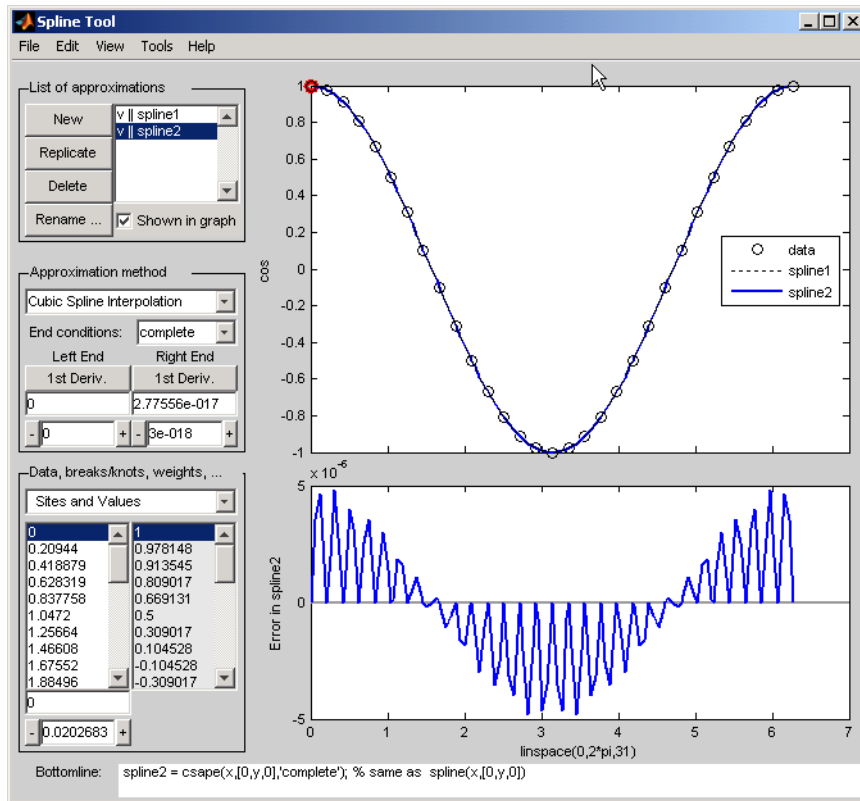 Spline Tool
File Edit View Tools Help
List of approximations
New
Replicate
Delete
Rename ...
v || spline1
v || spline2
Shown in graph
Approximation method
Cubic Spline Interpolation
End conditions: complete
Left End Right End
1st Deriv. 1st Deriv.
0 2.77556e-017
- 0 + - 3e-018 +
Data, breaks/knots, weights, ...
Sites and Values
0 1
0.20944 0.978148
0.418879 0.913545
0.628319 0.809017
0.837758 0.669131
1.0472 0.5
1.25664 0.309017
1.46608 0.104528
1.67552 -0.104528
1.88496 -0.309017
0
- 0.0202683 +
1
0.8
0.6
0.4
0.2
0
-0.2
-0.4
-0.6
-0.8
-1
cos
data
spline1
spline2
x 10^-6
5
0
-5
Error in spline2
0 1 2 3 4 5 6 7
linspace(0,2*pi,31)
Bottomline: spline2 = csape(x,[0,y,0],'complete'); % same as spline(x,[0,y,0])